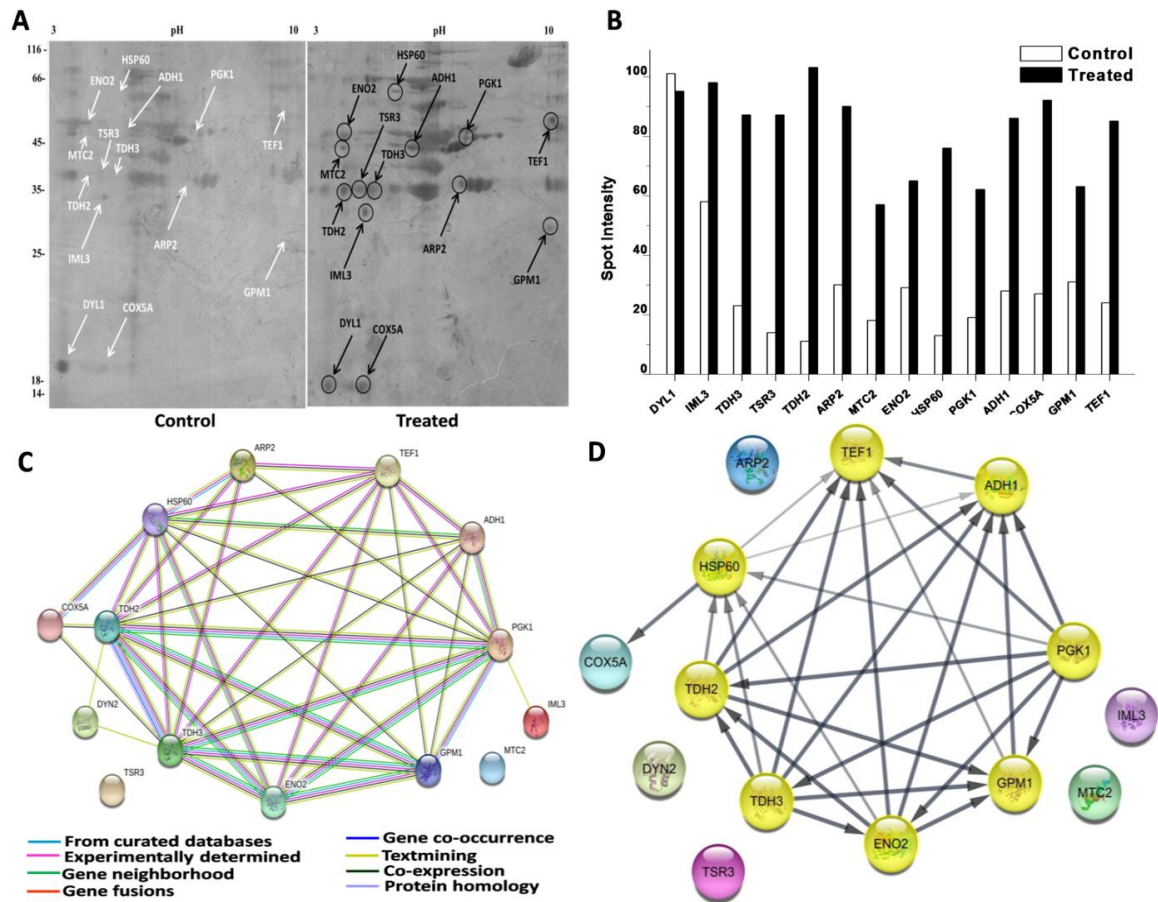 A
3 pH 10
3 pH 10
116 -
66 -
45 -
35 -
25 -
18 -
14 -
HSP60
ENO2
ADH1
PGK1
TSR3
MTC2
TDH3
TEF1
TDH2
IML3
ARP2
GPM1
DYL1
COX5A
Control
HSP60
ENO2
ADH1
PGK1
TSR3
TDH3
TEF1
MTC2
TDH2
IML3
ARP2
GPM1
DYL1
COX5A
Treated
B
Control
Treated
Spot Intensity
100
80
60
40
20
0
DYL1 IML3 TDH3 TSR3 TDH2 ARP2 MTC2 ENO2 HSP60 PGK1 ADH1 COX5A GPM1 TEF1
C
ARP2
TEF1
HSP60
ADH1
COX5A
TDH2
PGK1
DYN2
IML3
TDH3
GPM1
MTC2
TSR3
ENO2
From curated databases
Experimentally determined
Gene neighborhood
Gene fusions
Gene co-occurrence
Textmining
Co-expression
Protein homology
D
TEF1
ARP2
ADH1
HSP60
COX5A
PGK1
TDH2
IML3
DYN2
GPM1
MTC2
TDH3
ENO2
TSR3